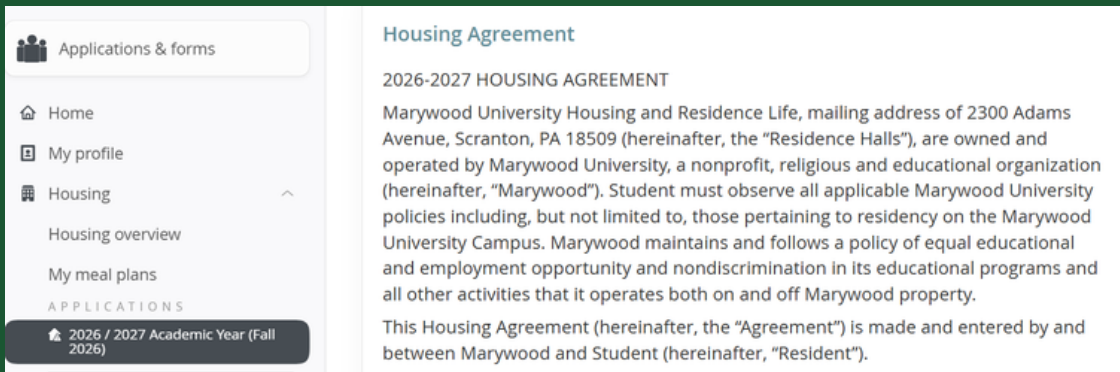 Applications & forms
Home
My profile
Housing
Housing overview
My meal plans
APPLICATIONS
2026 / 2027 Academic Year (Fall
2026)
Housing Agreement
2026-2027 HOUSING AGREEMENT
Marywood University Housing and Residence Life, mailing address of 2300 Adams
Avenue, Scranton, PA 18509 (hereinafter, the “Residence Halls”), are owned and
operated by Marywood University, a nonprofit, religious and educational organization
(hereinafter, “Marywood”). Student must observe all applicable Marywood University
policies including, but not limited to, those pertaining to residency on the Marywood
University Campus. Marywood maintains and follows a policy of equal educational
and employment opportunity and nondiscrimination in its educational programs and
all other activities that it operates both on and off Marywood property.
This Housing Agreement (hereinafter, the “Agreement”) is made and entered by and
between Marywood and Student (hereinafter, “Resident”).